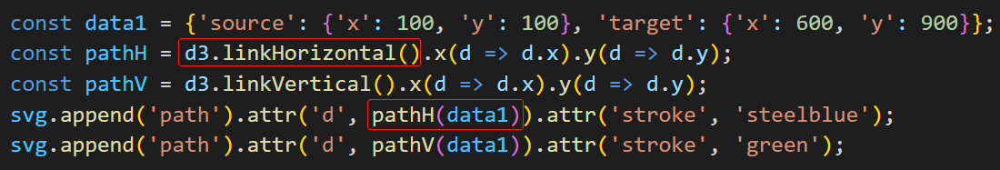 const data1 = {'source': {'x': 100, 'y': 100}, 'target': {'x': 600, 'y': 900}};
const pathH = d3.linkHorizontal().x(d => d.x).y(d => d.y);
const pathV = d3.linkVertical().x(d => d.x).y(d => d.y);
svg.append('path').attr('d', pathH(data1)).attr('stroke', 'steelblue');
svg.append('path').attr('d', pathV(data1)).attr('stroke', 'green');